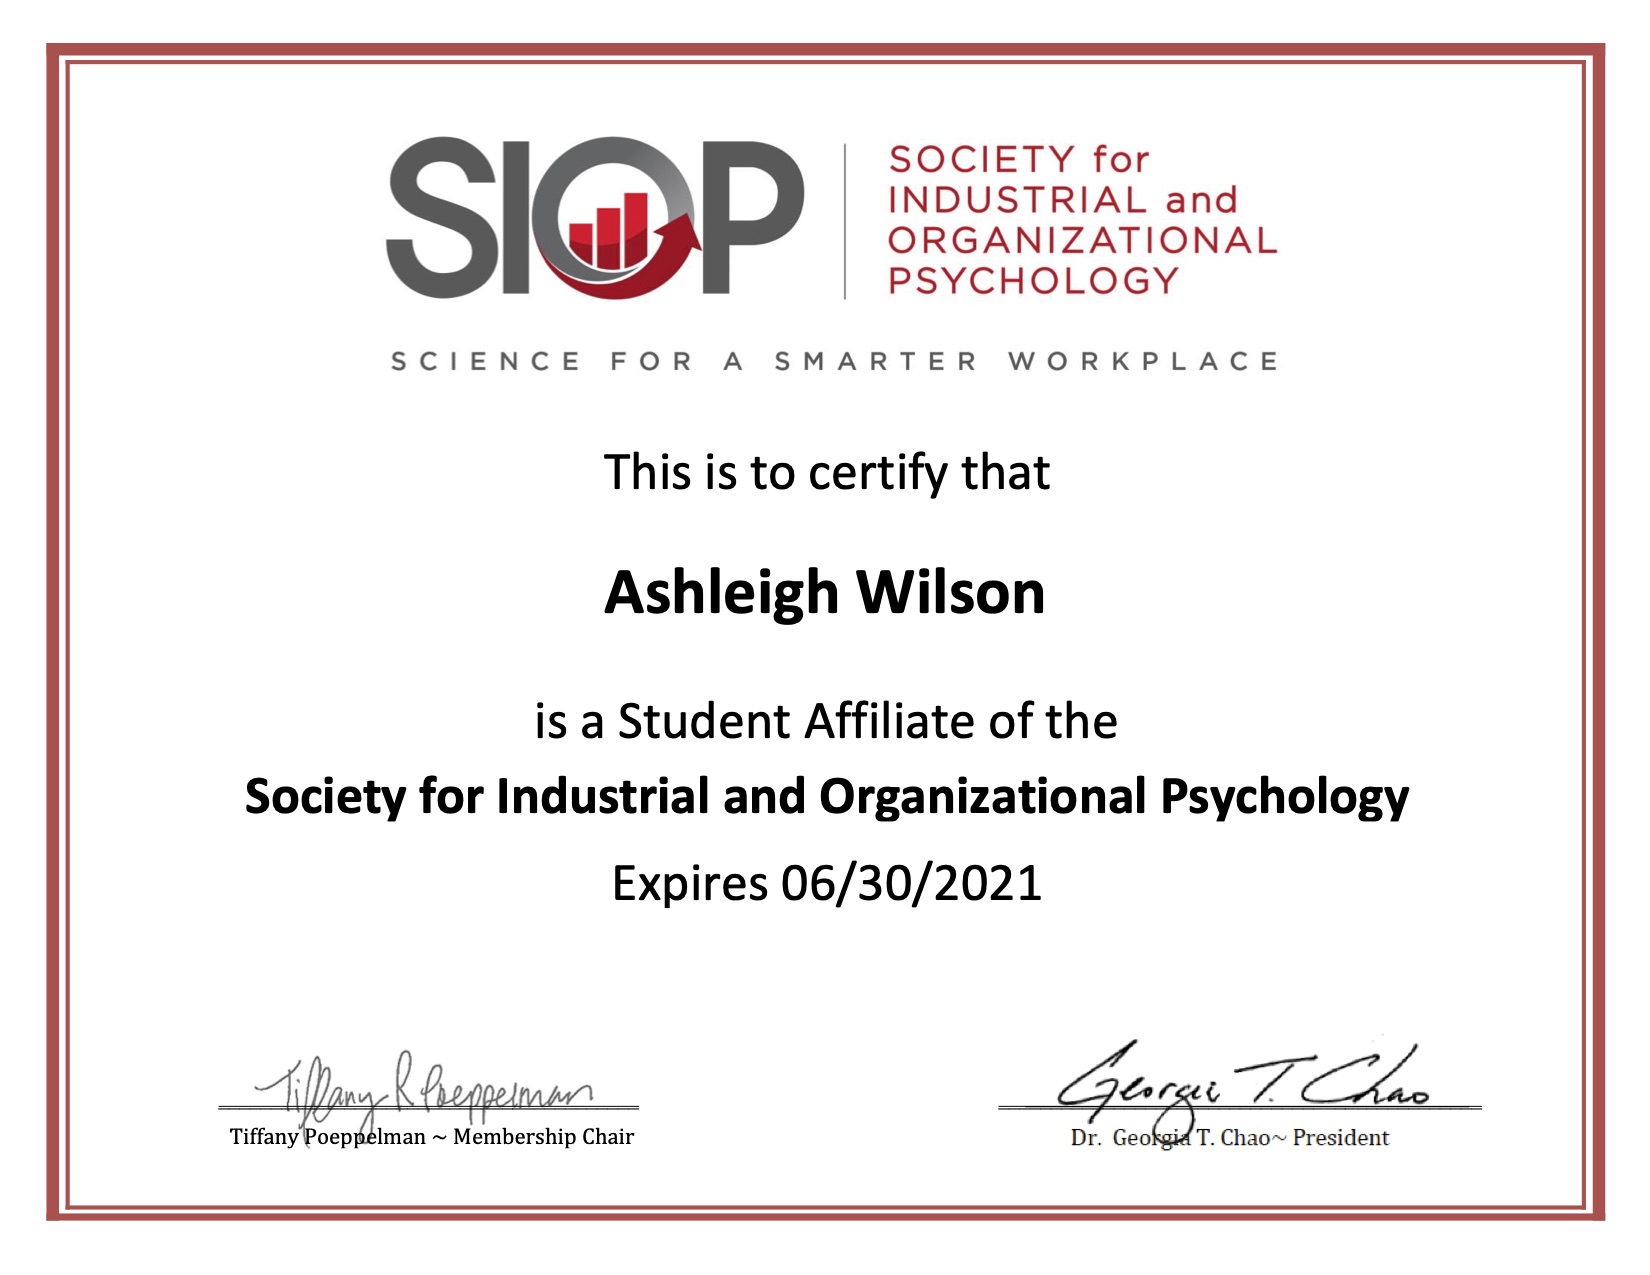 SIOP
SOCIETY for
INDUSTRIAL and
ORGANIZATIONAL
PSYCHOLOGY
SCIENCE FOR A SMARTER WORKPLACE
This is to certify that
Ashleigh Wilson
is a Student Affiliate of the
Society for Industrial and Organizational Psychology
Expires 06/30/2021
Tiffany R Poeppelman
Tiffany Poeppelman ~ Membership Chair
Georgia T. Chao
Dr. Georgia T. Chao~ President